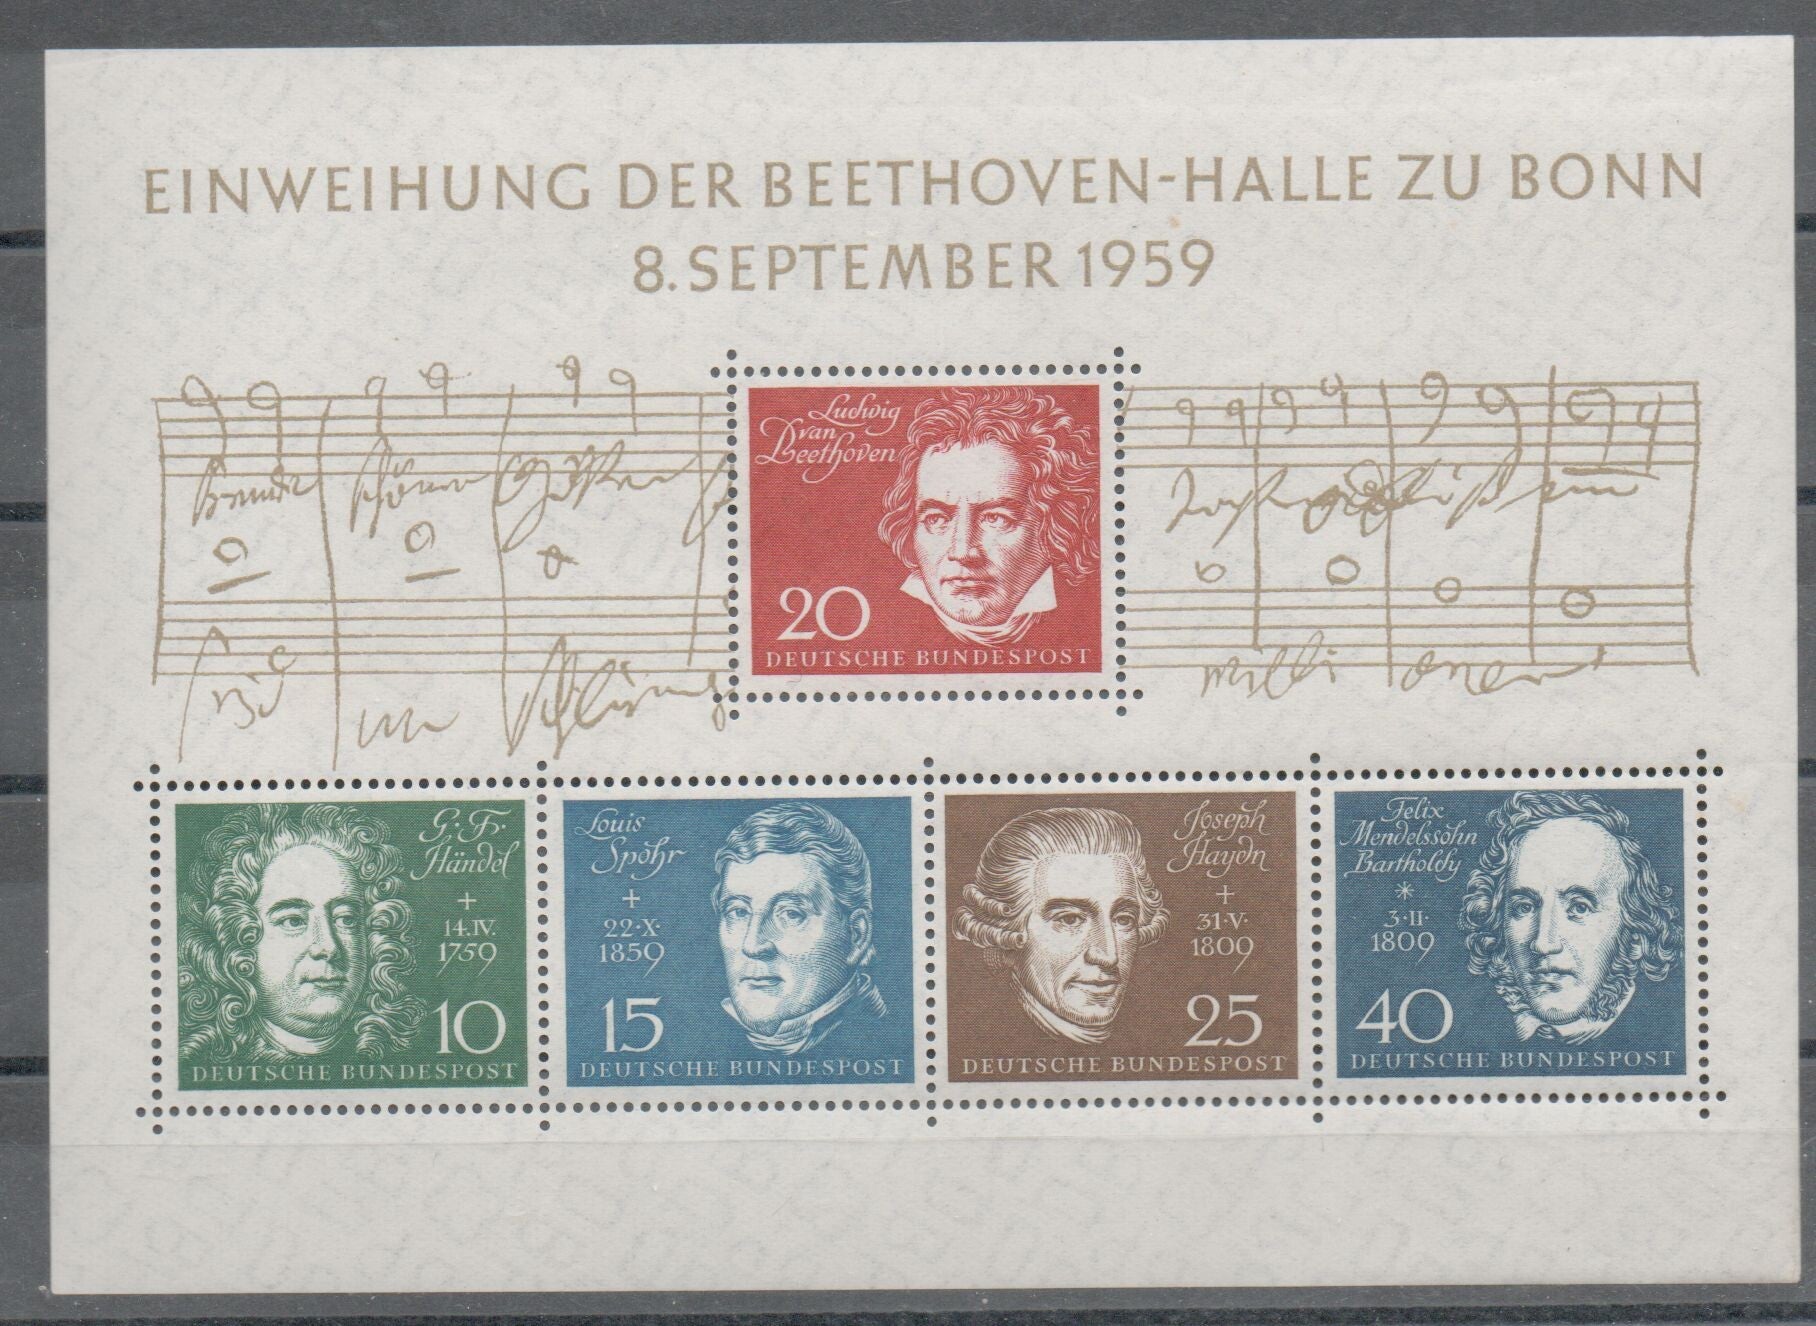 EINWEIHUNG DER BEETHOVEN-HALLE ZU BONN
8. SEPTEMBER 1959
Ludwig
van
Beethoven
20
DEUTSCHE BUNDESPOST
G·F·
Händel
+
14.IV.
1759
10
DEUTSCHE BUNDESPOST
Louis
Spohr
+
22·X·
1859
15
DEUTSCHE BUNDESPOST
Joseph
Haydn
+
31·V·
1809
25
DEUTSCHE BUNDESPOST
Felix
Mendelssohn
Bartholdy
*
3·II·
1809
40
DEUTSCHE BUNDESPOST